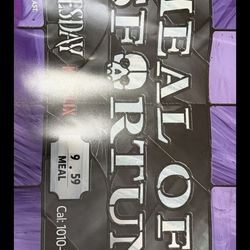 MEAL OF
SFORTUN
ESDAY
9.59
MEAL
Cal: 1010-